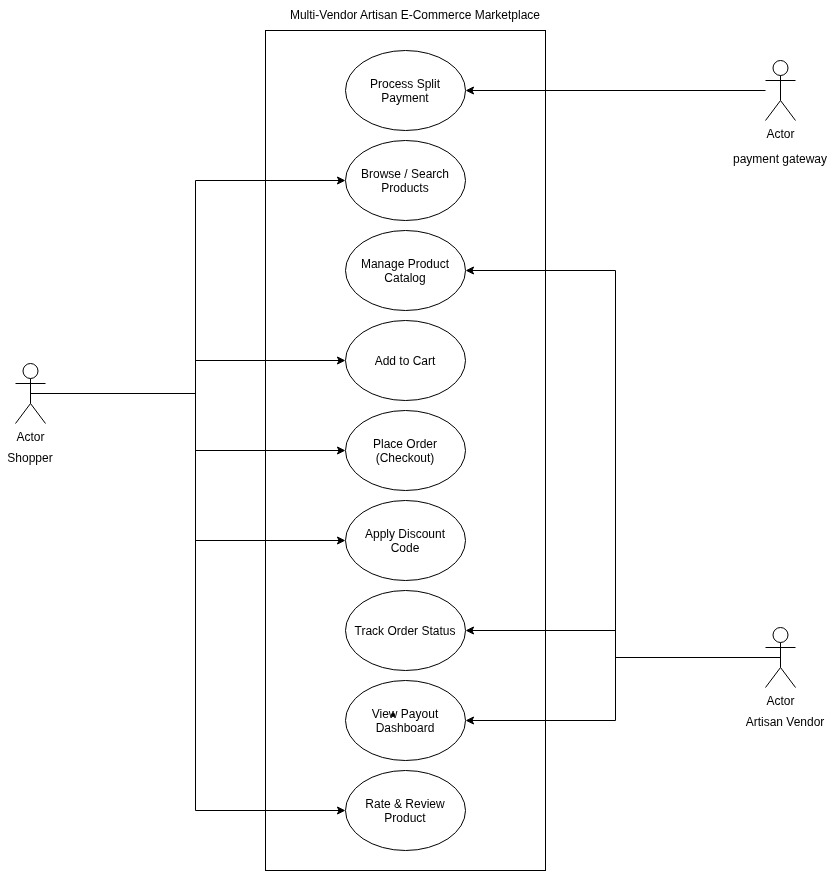 Multi-Vendor Artisan E-Commerce Marketplace
Process Split
Payment
Actor
payment gateway
Browse / Search
Products
Manage Product
Catalog
Add to Cart
Actor
Shopper
Place Order
(Checkout)
Apply Discount
Code
Track Order Status
View Payout
Dashboard
Actor
Artisan Vendor
Rate & Review
Product